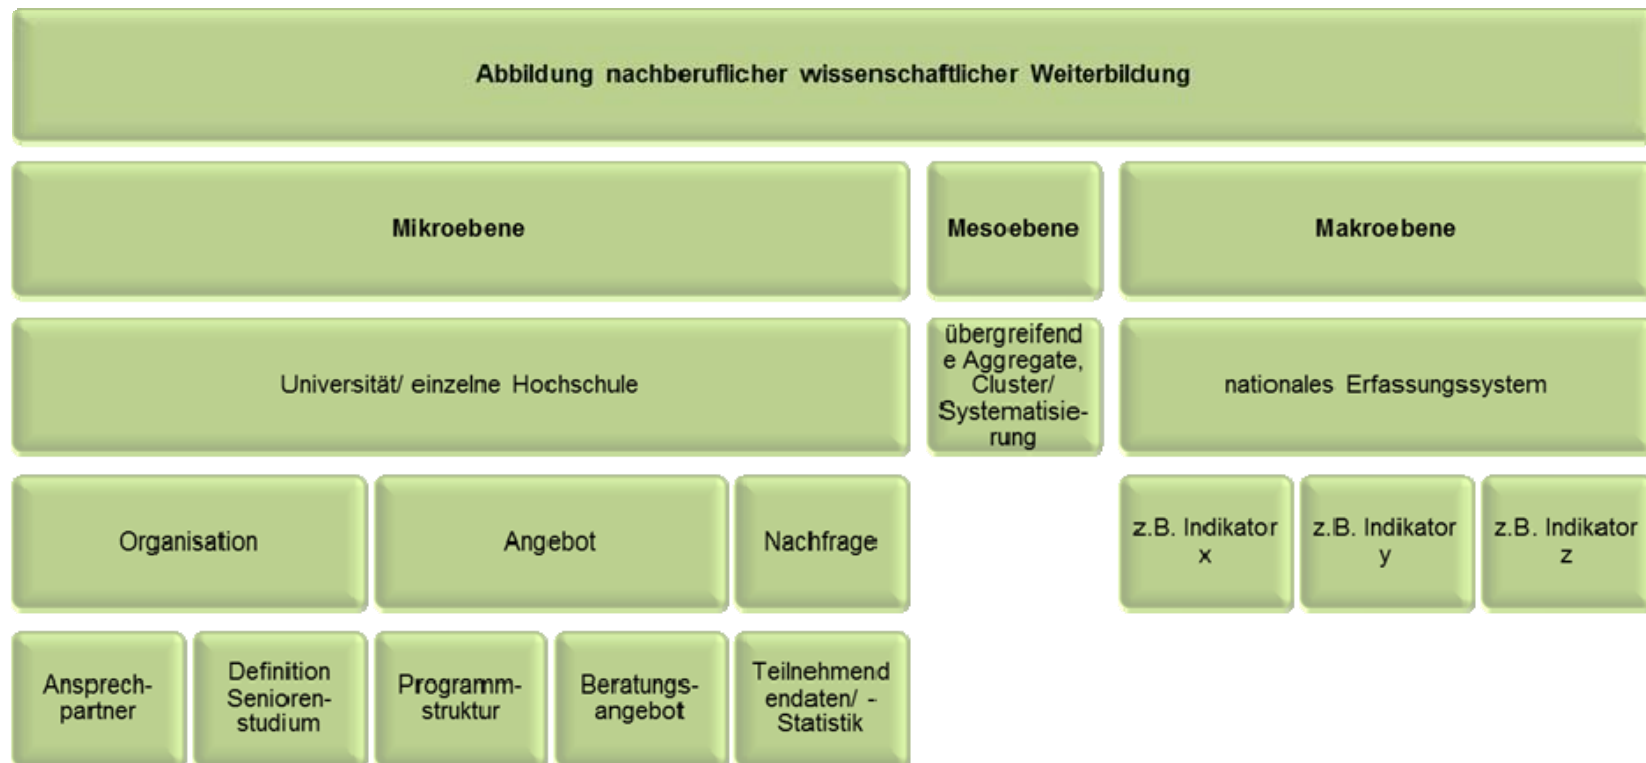 Abbildung nachberuflicher wissenschaftlicher Weiterbildung
Mikroebene
Mesoebene
Makroebene
Universität/ einzelne Hochschule
übergreifend
e Aggregate,
Cluster/
Systematisie-
rung
nationales Erfassungssystem
Organisation
Angebot
Nachfrage
z.B. Indikator
x
z.B. Indikator
y
z.B. Indikator
z
Ansprech-
partner
Definition
Senioren-
studium
Programm-
struktur
Beratungs-
angebot
Teilnehmend
endaten/ -
Statistik